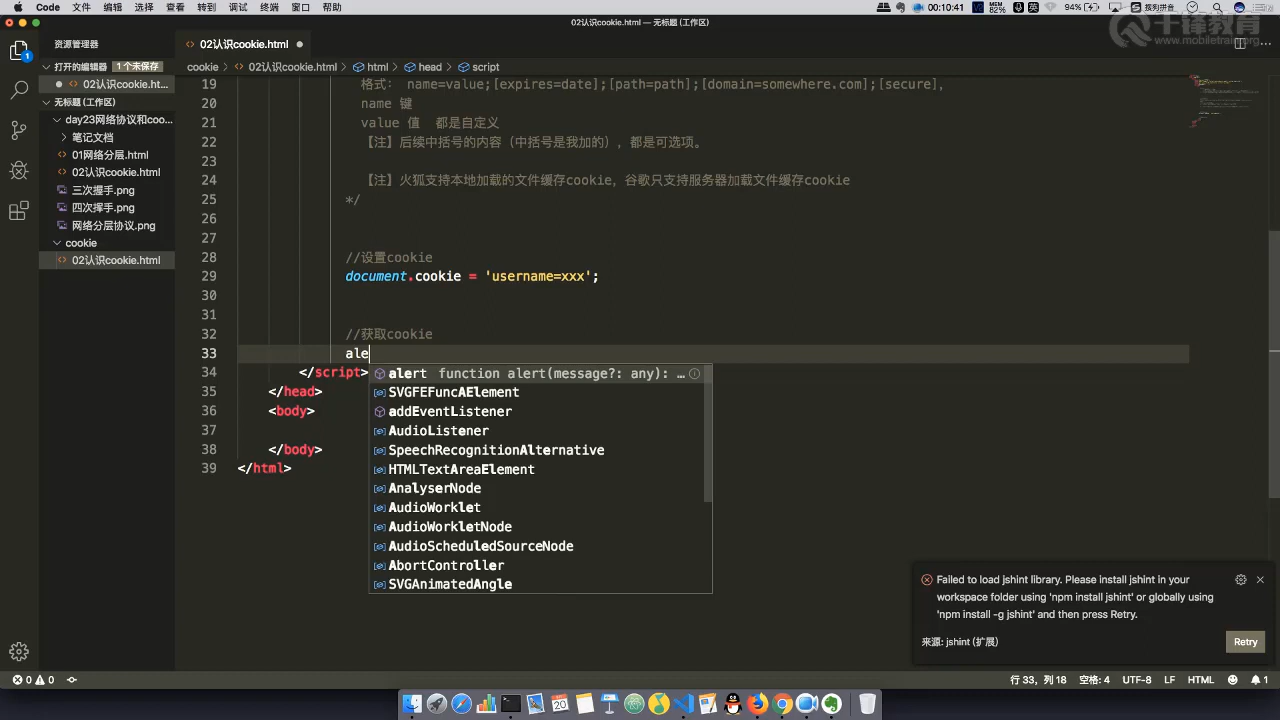 Code 文件 编辑 选择 查看 转到 调试 终端 窗口 帮助 00:10:41 82% 94%
02认识cookie.html — 无标题 (工作区)
千锋教育
www.mobiletrain.org
资源管理器
打开的编辑器 1 个未保存
02认识cookie.ht...
无标题 (工作区)
day23网络协议和coo...
笔记文档
01网络分层.html
02认识cookie.html
三次握手.png
四次挥手.png
网络分层协议.png
cookie
02认识cookie.html
02认识cookie.html
cookie > 02认识cookie.html > html > head > script
19 格式: name=value;[expires=date];[path=path];[domain=somewhere.com];[secure],
20 name 键
21 value 值 都是自定义
22 【注】后续中括号的内容（中括号是我加的），都是可选项。
23
24 【注】火狐支持本地加载的文件缓存cookie，谷歌只支持服务器加载文件缓存cookie
25 */
26
27
28 //设置cookie
29 document.cookie = 'username=xxx';
30
31
32 //获取cookie
33 ale
34 </script>
35 </head>
36 <body>
37
38 </body>
39 </html>
alert function alert(message?: any): …
SVGFEFuncAElement
addEventListener
AudioListener
SpeechRecognitionAlternative
HTMLTextAreaElement
AnalyserNode
AudioWorklet
AudioWorkletNode
AudioScheduledSourceNode
AbortController
SVGAnimatedAngle
Failed to load jshint library. Please install jshint in your
workspace folder using 'npm install jshint' or globally using
'npm install -g jshint' and then press Retry.
来源: jshint (扩展)
Retry
0 0
行 33, 列 18 空格: 4 UTF-8 LF HTML 1